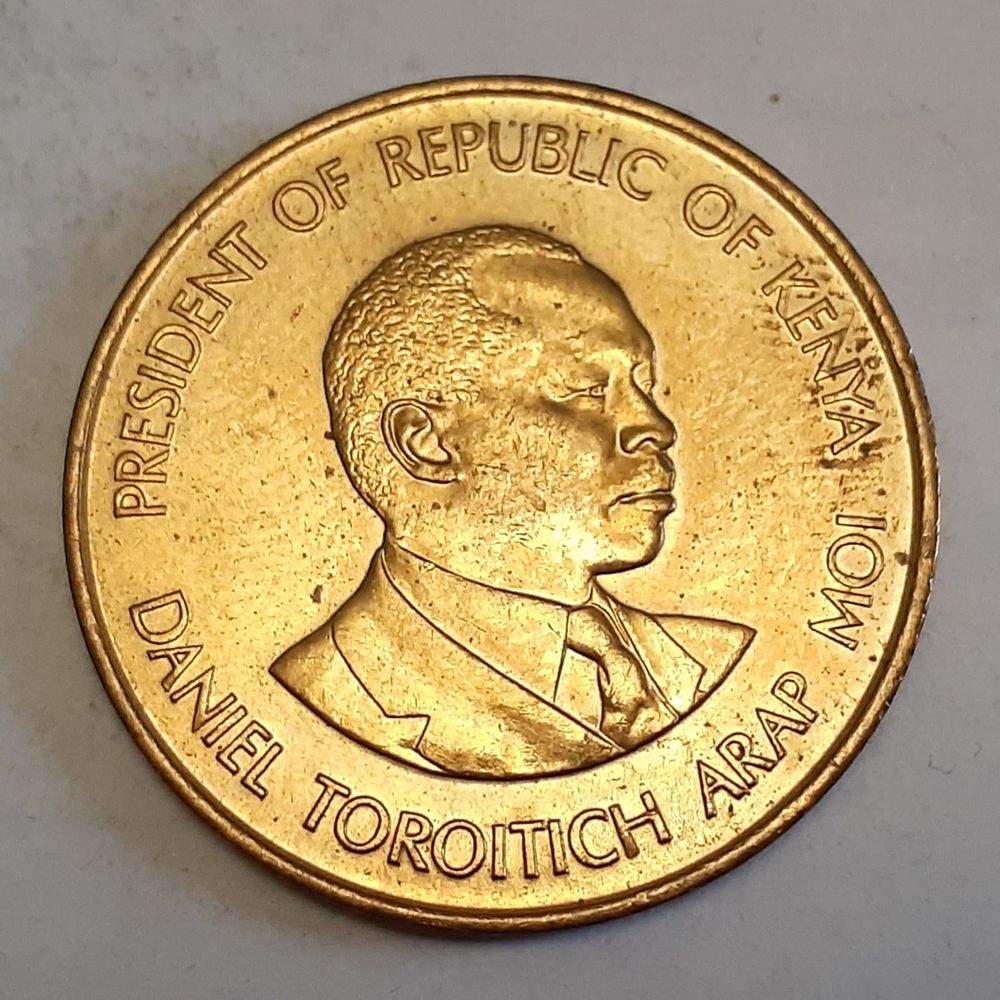 PRESIDENT OF REPUBLIC OF KENYA
DANIEL TOROITICH ARAP MOI